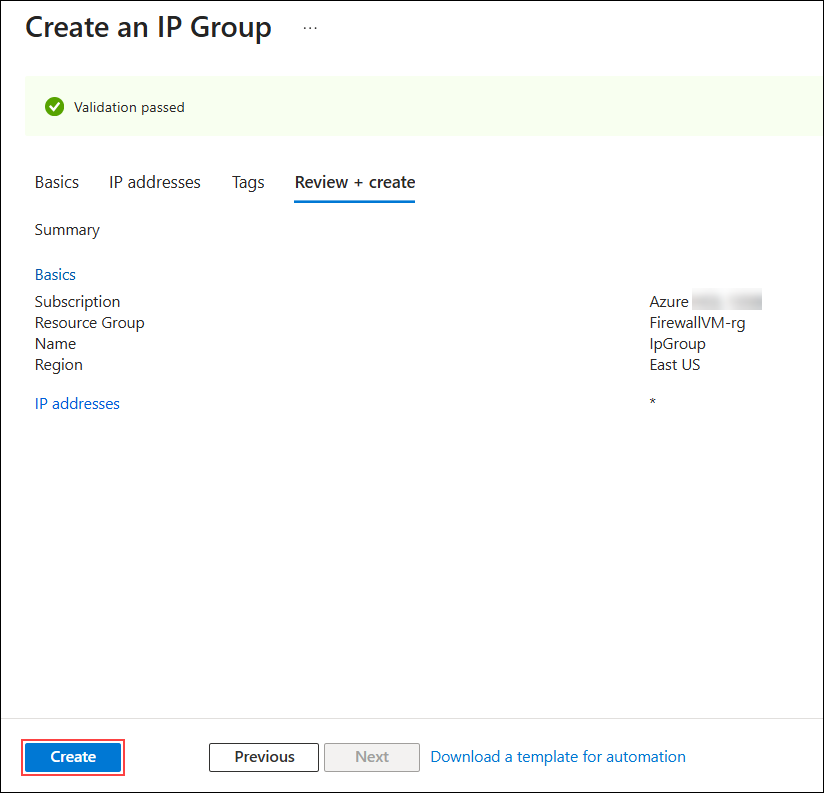 Create an IP Group ...
Validation passed
Basics IP addresses Tags Review + create
Summary
Basics
Subscription Azure
Resource Group FirewallVM-rg
Name IpGroup
Region East US
IP addresses *
Create Previous Next Download a template for automation